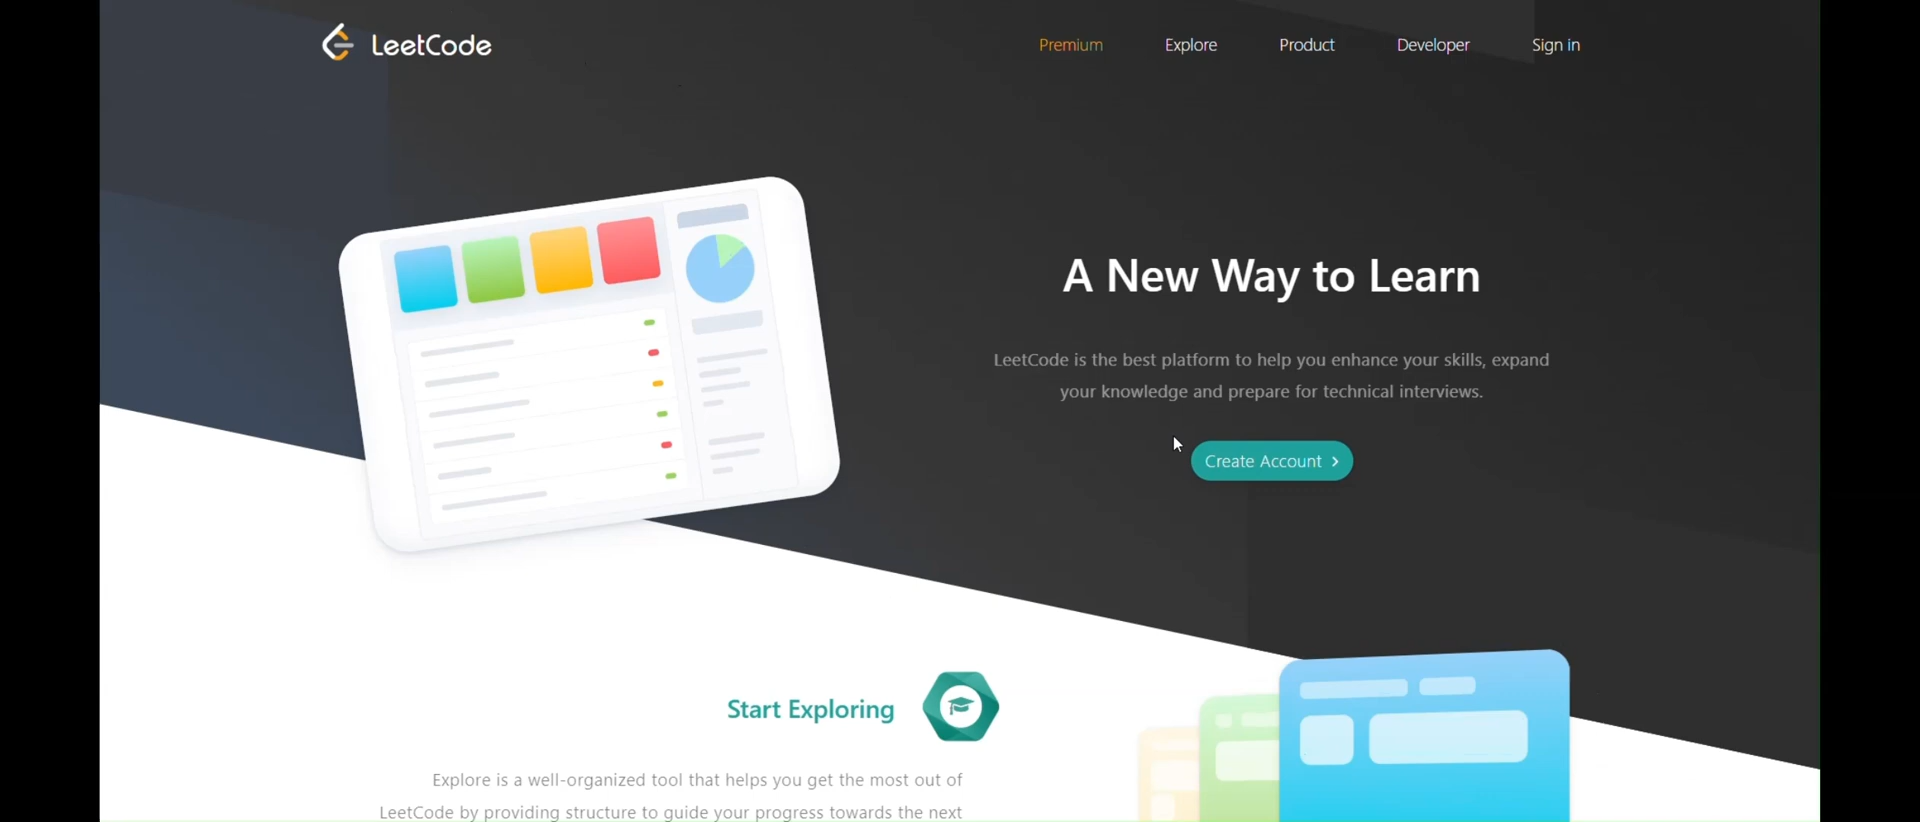 LeetCode
Premium Explore Product Developer Sign in
A New Way to Learn
LeetCode is the best platform to help you enhance your skills, expand
your knowledge and prepare for technical interviews.
Create Account >
Start Exploring
Explore is a well-organized tool that helps you get the most out of
LeetCode by providing structure to guide your progress towards the next